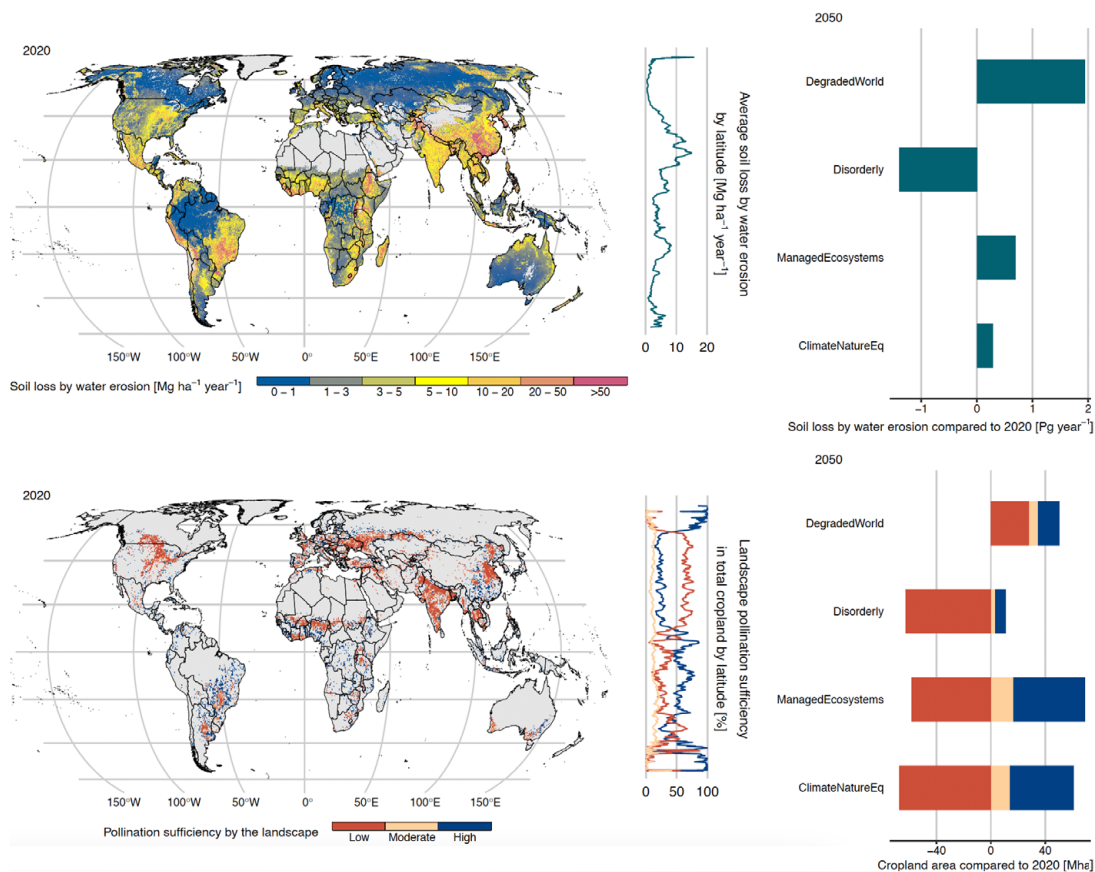 2050
2020
DegradedWorld
Disorderly
ManagedEcosystems
ClimateNatureEq
Average soil loss by water erosion
by latitude [Mg ha⁻¹ year⁻¹]
150°W 100°W 50°W 0° 50°E 100°E 150°E
0 10 20
Soil loss by water erosion [Mg ha⁻¹ year⁻¹]
0 – 1 1 – 3 3 – 5 5 – 10 10 – 20 20 – 50 >50
−1 0 1 2
Soil loss by water erosion compared to 2020 [Pg year⁻¹]
2050
2020
DegradedWorld
Disorderly
ManagedEcosystems
ClimateNatureEq
Landscape pollination sufficiency
in total cropland by latitude [%]
150°W 100°W 50°W 0° 50°E 100°E 150°E
0 50 100
Pollination sufficiency by the landscape
Low Moderate High
−40 0 40
Cropland area compared to 2020 [Mha]